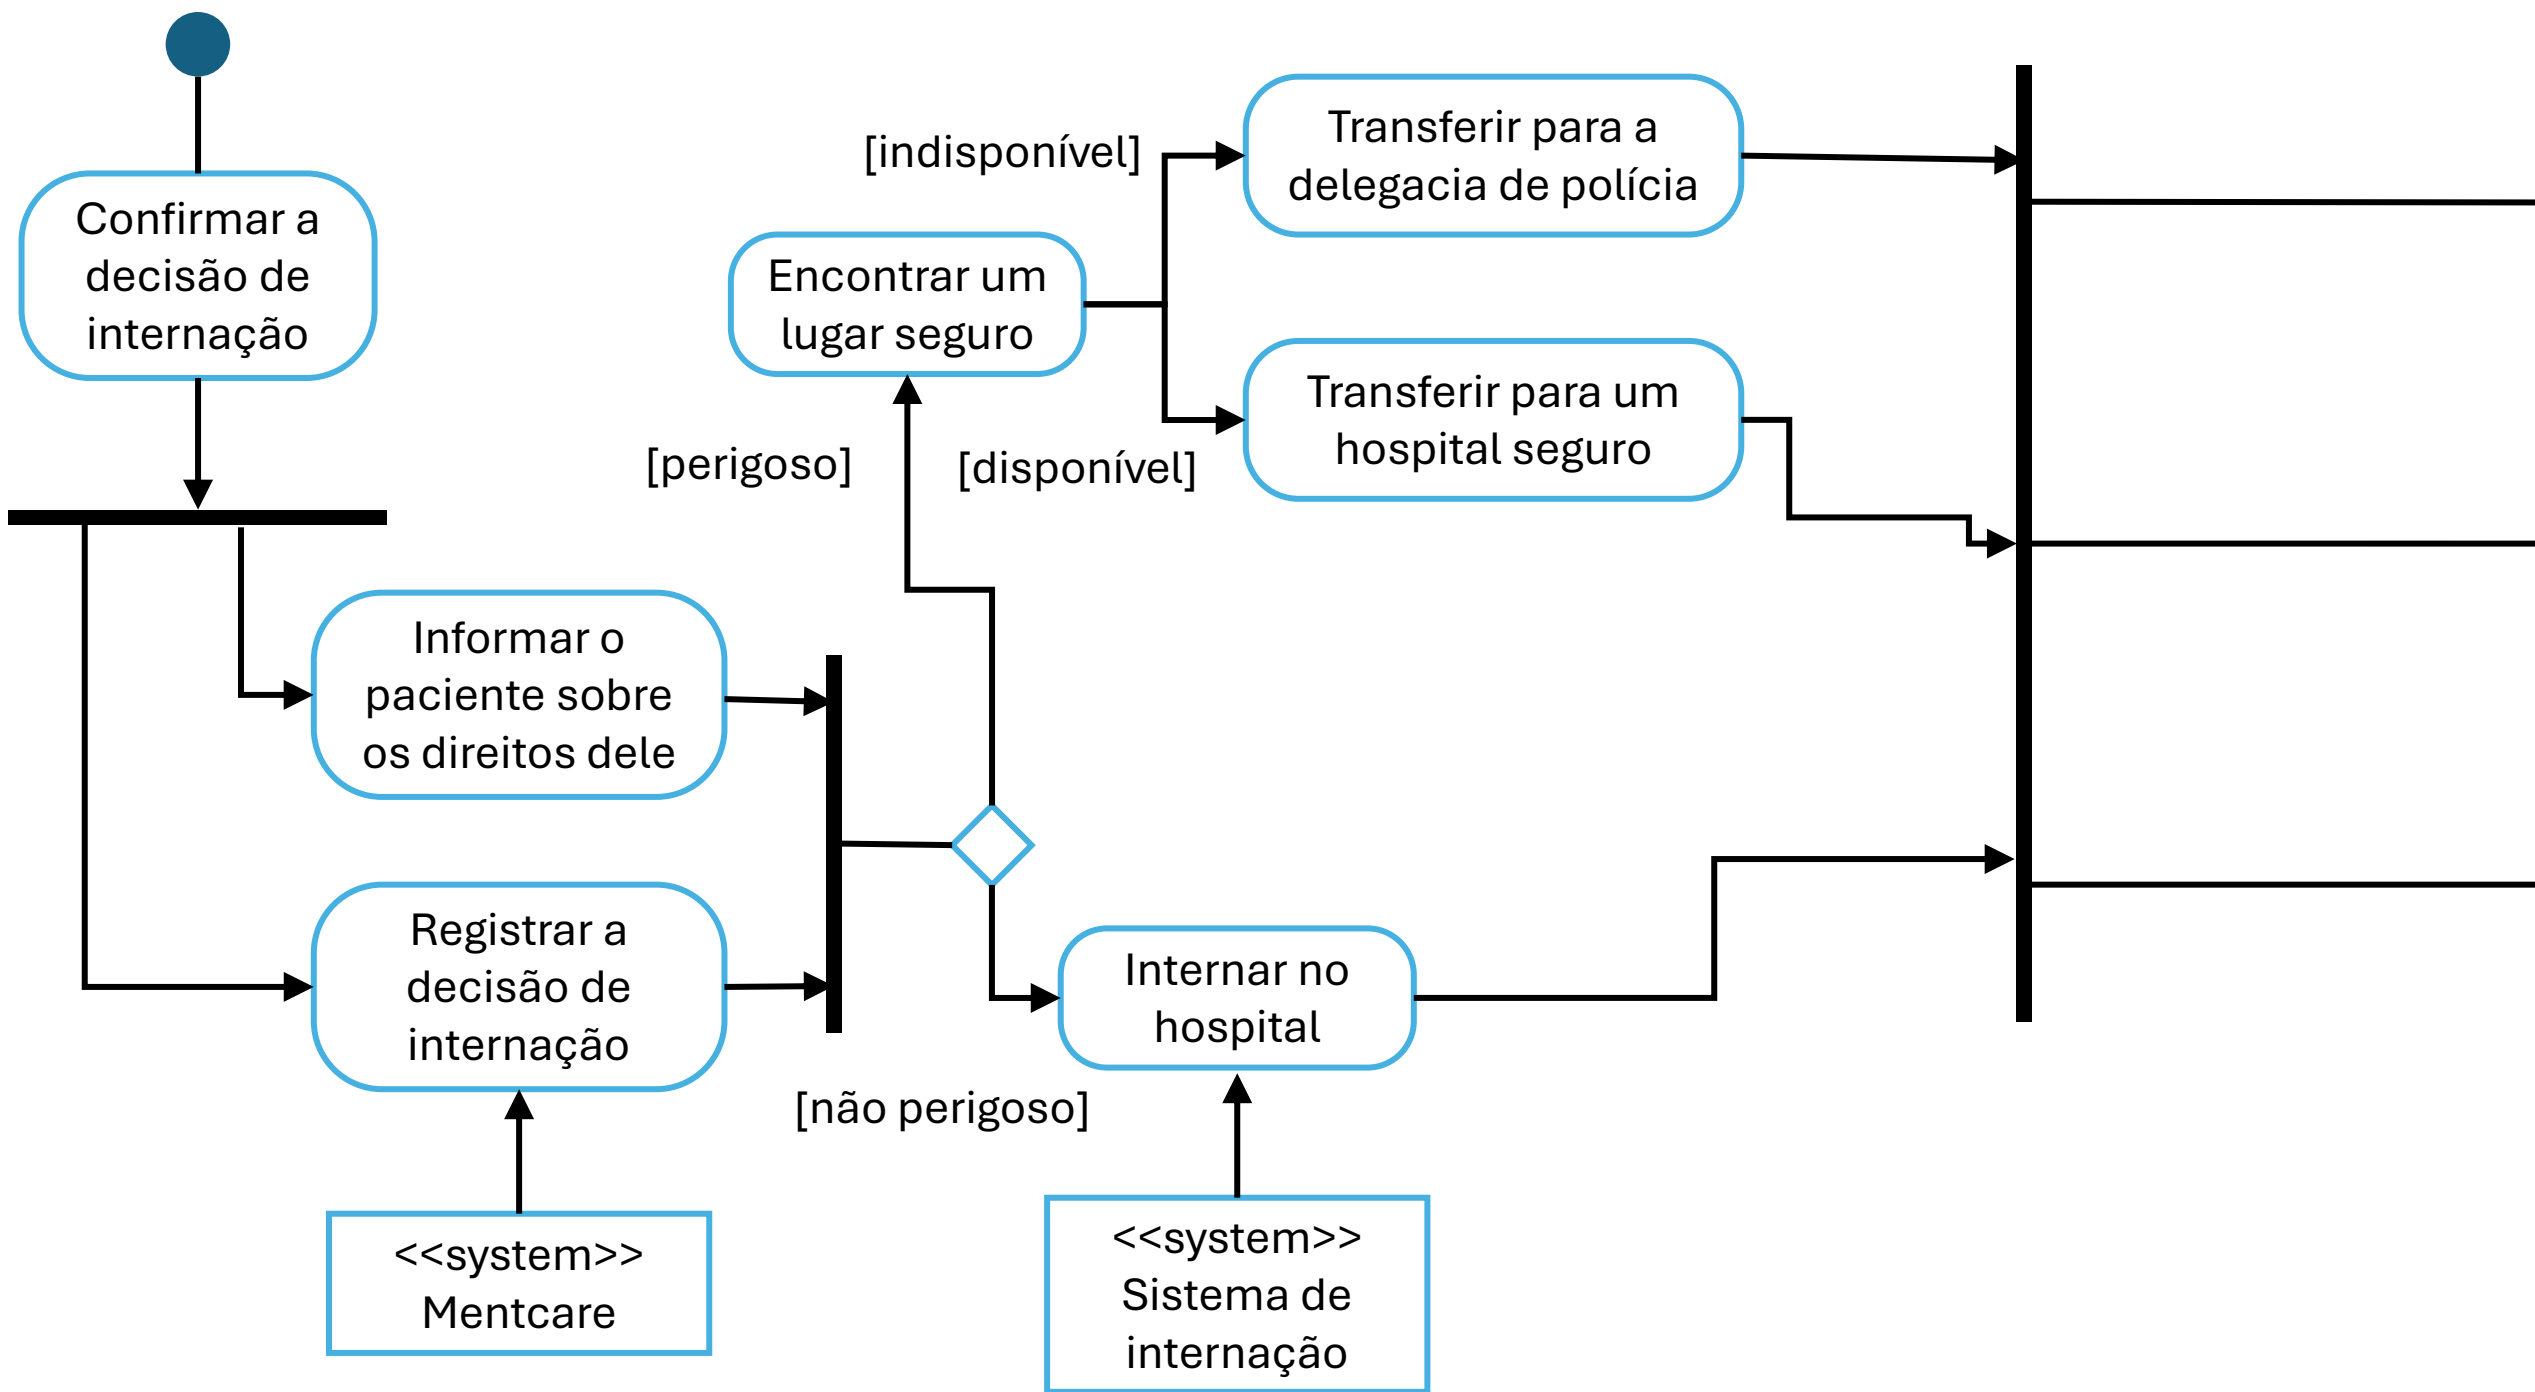 Confirmar a
decisão de
internação
[indisponível]
Transferir para a
delegacia de polícia
Encontrar um
lugar seguro
Transferir para um
hospital seguro
[perigoso]
[disponível]
Informar o
paciente sobre
os direitos dele
Registrar a
decisão de
internação
Internar no
hospital
[não perigoso]
<<system>>
Mentcare
<<system>>
Sistema de
internação